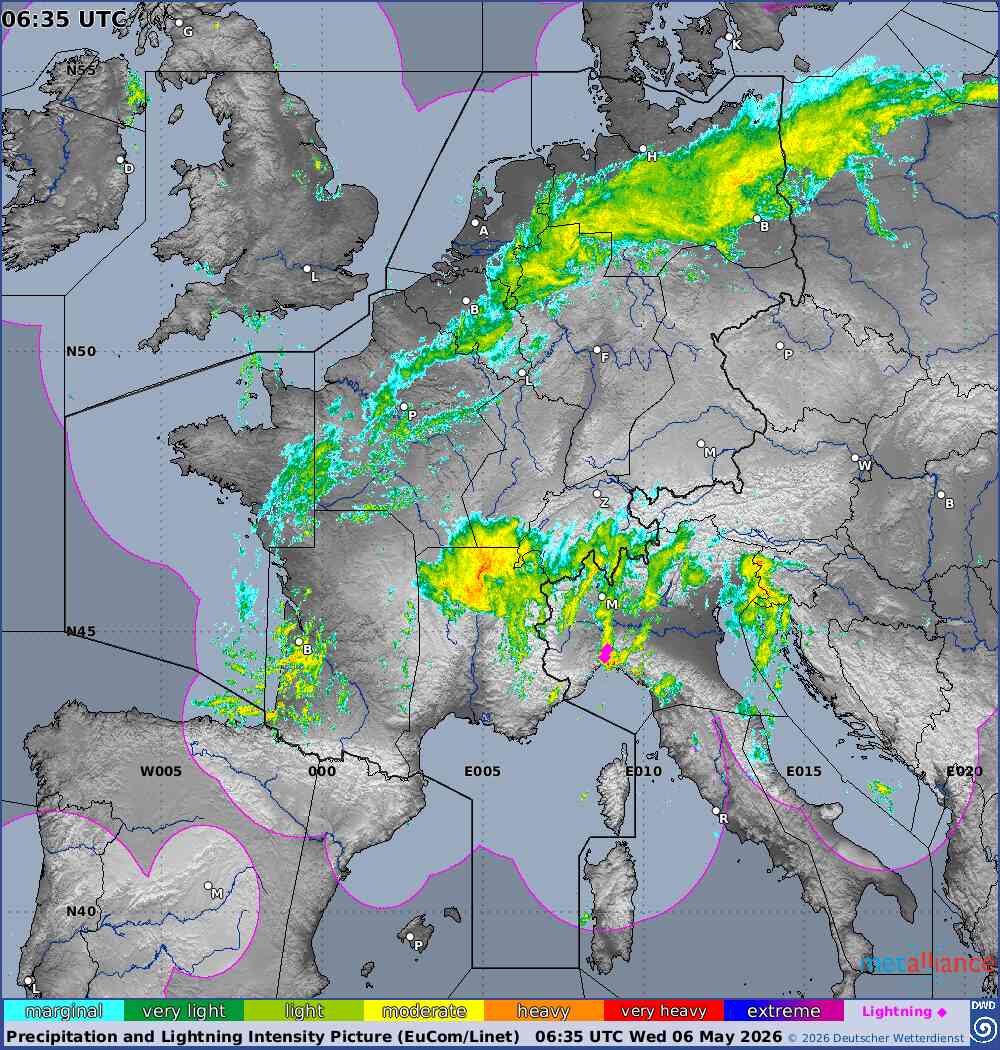 06:35 UTC
G
K
N55
H
D
A
B
L
B
N50
P
F
L
P
M
W
B
Z
M
N45
B
W005
000
E005
E010
E015
E020
R
M
N40
P
metalliance
L
marginal very light light moderate heavy very heavy extreme Lightning ◆
DWD
Precipitation and Lightning Intensity Picture (EuCom/Linet) 06:35 UTC Wed 06 May 2026 © 2026 Deutscher Wetterdienst